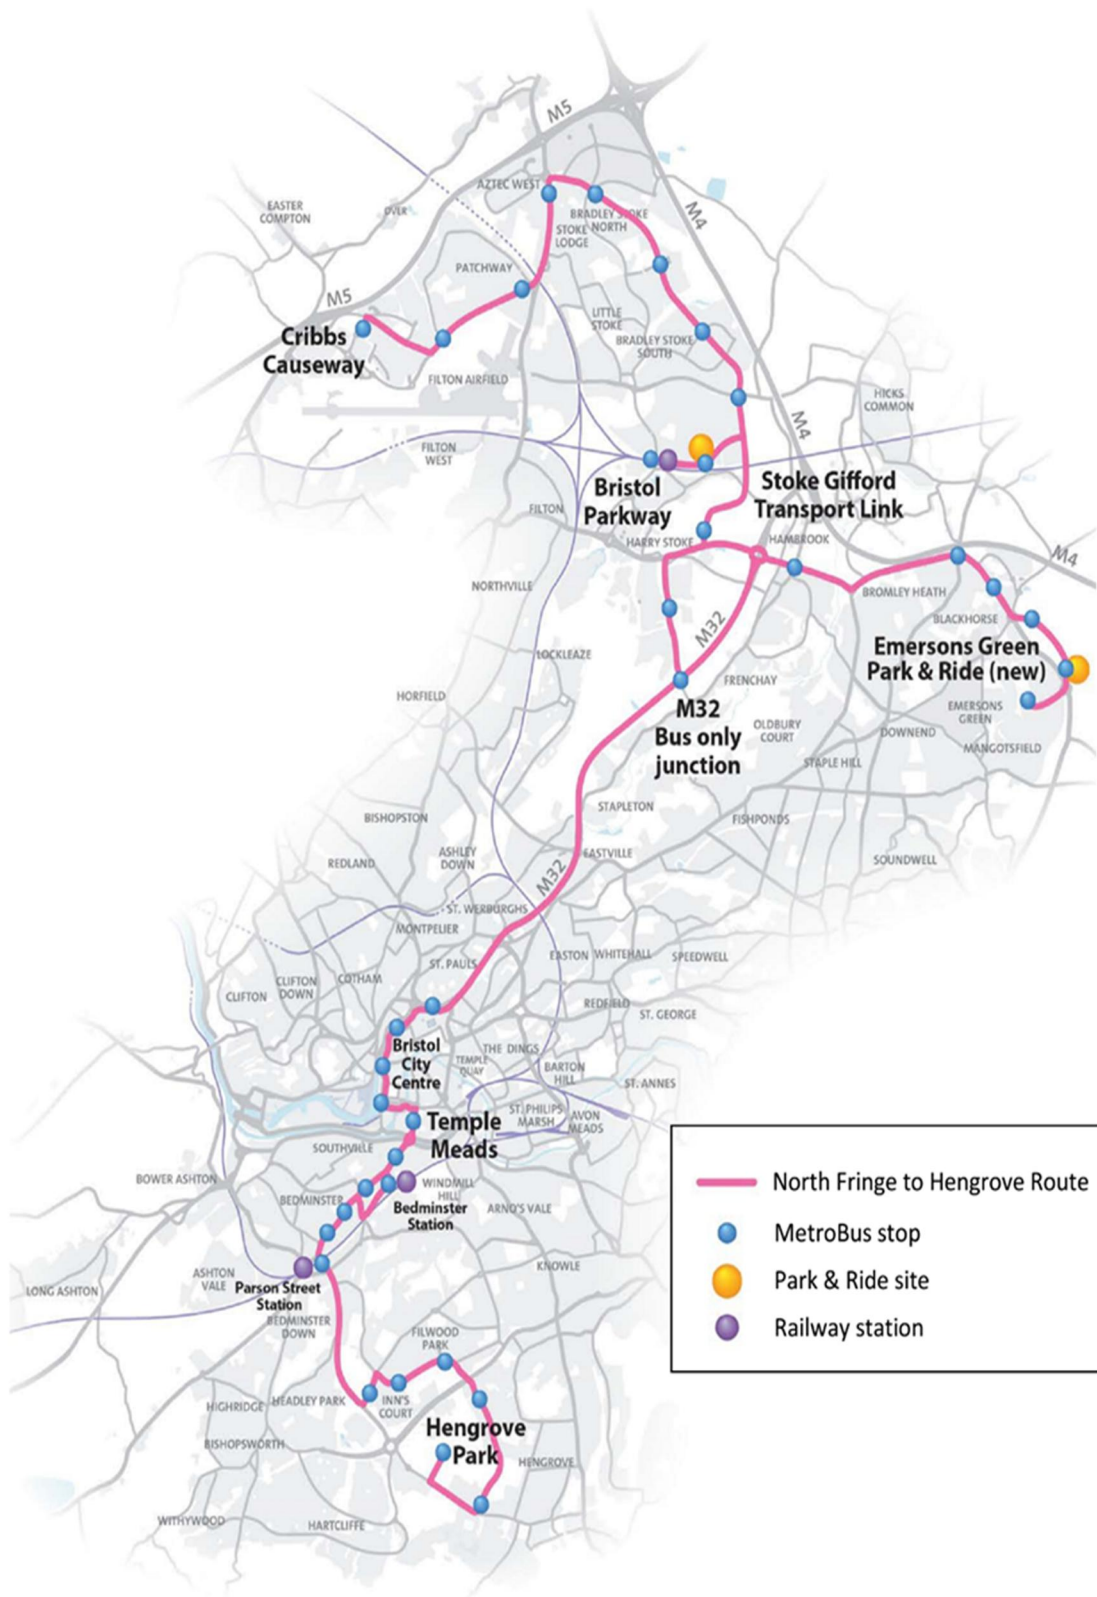 M5
AZTEC WEST
EASTER
COMPTON
OVER
BRADLEY STOKE
NORTH
M4
STOKE
LODGE
PATCHWAY
M5
LITTLE
STOKE
Cribbs
Causeway
BRADLEY STOKE
SOUTH
FILTON AIRFIELD
HICKS
COMMON
M4
FILTON
WEST
Bristol
Parkway
Stoke Gifford
Transport Link
FILTON
HARRY STOKE
HAMBROOK
M4
NORTHVILLE
BROMLEY HEATH
BLACKHORSE
M32
Emersons Green
Park & Ride (new)
LOCKLEAZE
FRENCHAY
HORFIELD
EMERSONS
GREEN
M32
Bus only
junction
OLDBURY
COURT
DOWNEND
MANGOTSFIELD
STAPLE HILL
STAPLETON
BISHOPSTON
FISHPONDS
ASHLEY
DOWN
EASTVILLE
REDLAND
SOUNDWELL
M32
ST. WERBURGHS
MONTPELIER
ST. PAULS
EASTON
WHITEHALL
SPEEDWELL
COTHAM
CLIFTON
DOWN
CLIFTON
REDFIELD
ST. GEORGE
Bristol
City
Centre
THE DINGS
TEMPLE
QUAY
BARTON
HILL
ST. ANNES
Temple
Meads
ST. PHILIPS
MARSH
AVON
MEADS
SOUTHVILLE
BOWER ASHTON
WINDMILL
HILL
BEDMINSTER
Bedminster
Station
ARNO'S VALE
KNOWLE
ASHTON
VALE
LONG ASHTON
Parson Street
Station
BEDMINSTER
DOWN
FILWOOD
PARK
HEADLEY PARK
HIGHRIDGE
INN'S
COURT
Hengrove
Park
BISHOPSWORTH
HENGROVE
WITHYWOOD
HARTCLIFFE
North Fringe to Hengrove Route
MetroBus stop
Park & Ride site
Railway station